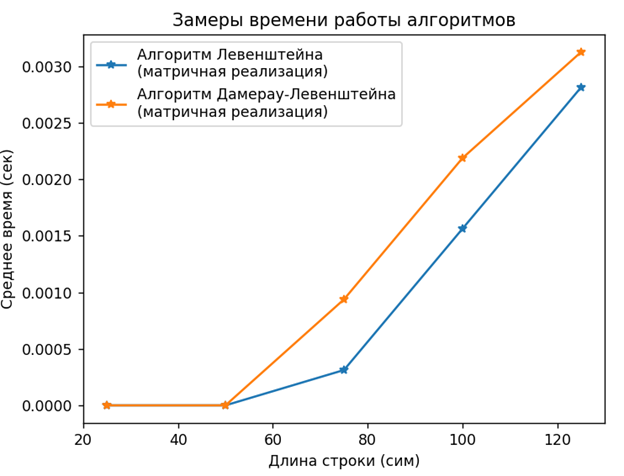 Замеры времени работы алгоритмов
Алгоритм Левенштейна
(матричная реализация)
Алгоритм Дамерау-Левенштейна
(матричная реализация)
Среднее время (сек)
0.0030
0.0025
0.0020
0.0015
0.0010
0.0005
0.0000
20 40 60 80 100 120
Длина строки (сим)